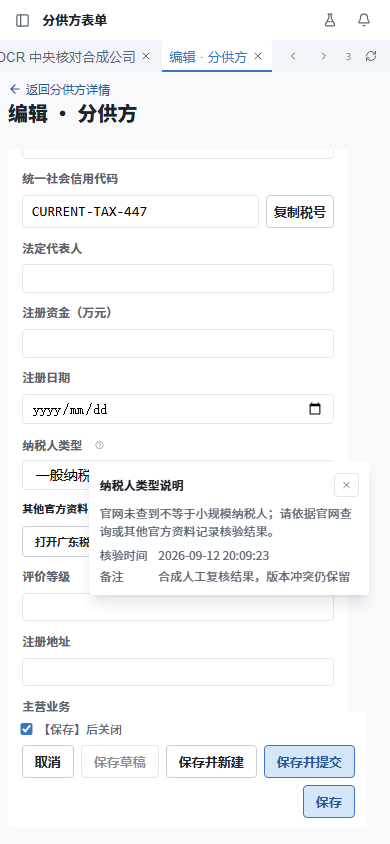 分供方表单
OCR 中央核对合成公司
编辑 · 分供方
3
返回分供方详情
编辑 · 分供方
统一社会信用代码
CURRENT-TAX-447
复制税号
法定代表人
注册资金（万元）
注册日期
yyyy/mm/dd
纳税人类型
一般纳税
纳税人类型说明
官网未查到不等于小规模纳税人；请依据官网查
询或其他官方资料记录核验结果。
核验时间 2026-09-12 20:09:23
备注 合成人工复核结果，版本冲突仍保留
其他官方资料
打开广东税
评价等级
注册地址
主营业务
【保存】后关闭
取消
保存草稿
保存并新建
保存并提交
保存